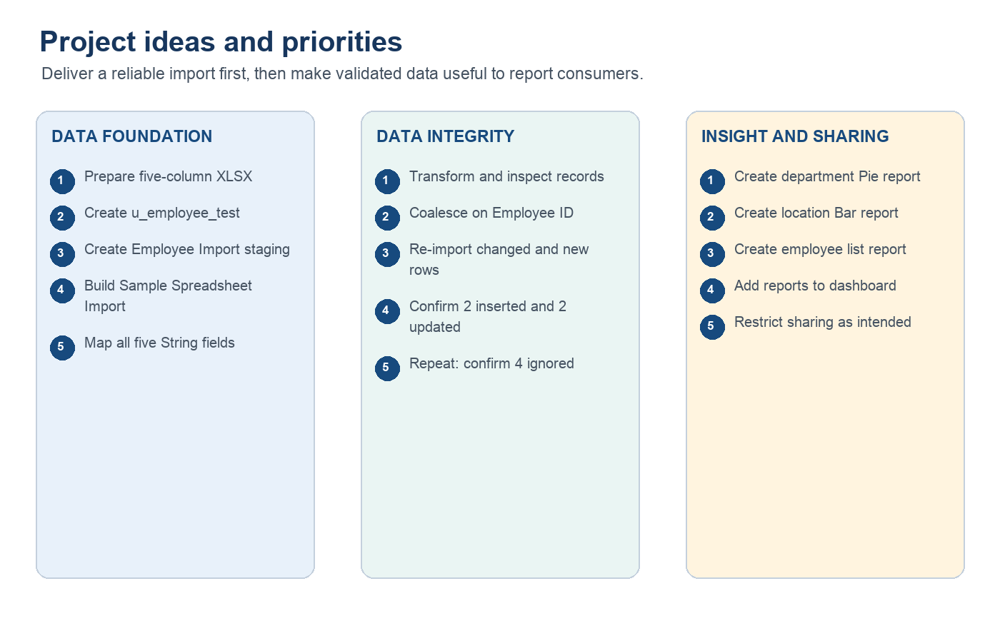 Project ideas and priorities
Deliver a reliable import first, then make validated data useful to report consumers.
DATA FOUNDATION
1 Prepare five-column XLSX
2 Create u_employee_test
3 Create Employee Import staging
4 Build Sample Spreadsheet
Import
5 Map all five String fields
DATA INTEGRITY
1 Transform and inspect records
2 Coalesce on Employee ID
3 Re-import changed and new
rows
4 Confirm 2 inserted and 2
updated
5 Repeat: confirm 4 ignored
INSIGHT AND SHARING
1 Create department Pie report
2 Create location Bar report
3 Create employee list report
4 Add reports to dashboard
5 Restrict sharing as intended